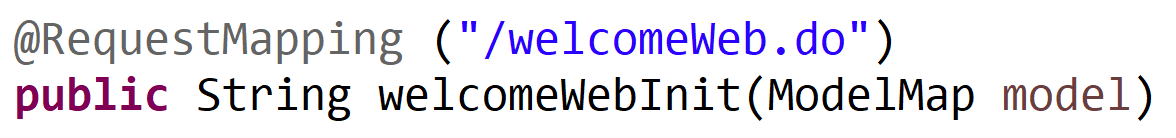 @RequestMapping ("/welcomeWeb.do")
public String welcomeWebInit(ModelMap model)